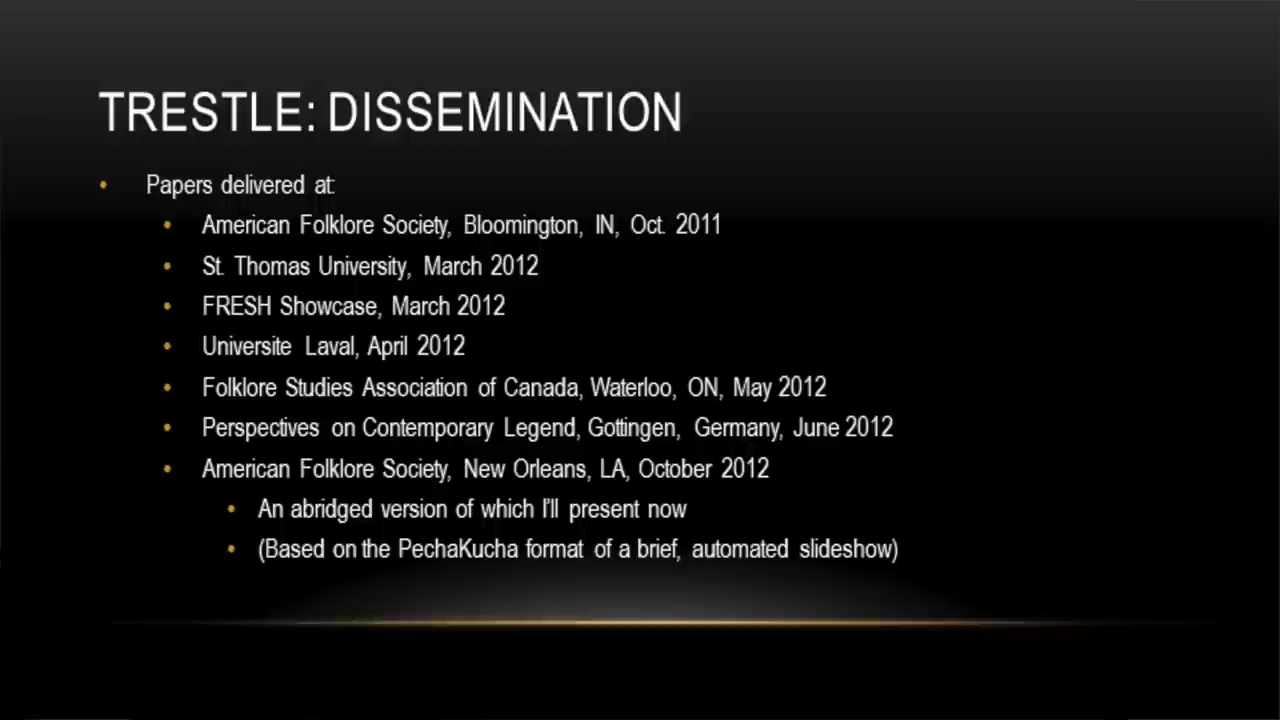 TRESTLE: DISSEMINATION
• Papers delivered at:
• American Folklore Society, Bloomington, IN, Oct. 2011
• St. Thomas University, March 2012
• FRESH Showcase, March 2012
• Universite Laval, April 2012
• Folklore Studies Association of Canada, Waterloo, ON, May 2012
• Perspectives on Contemporary Legend, Gottingen, Germany, June 2012
• American Folklore Society, New Orleans, LA, October 2012
• An abridged version of which I'll present now
• (Based on the PechaKucha format of a brief, automated slideshow)